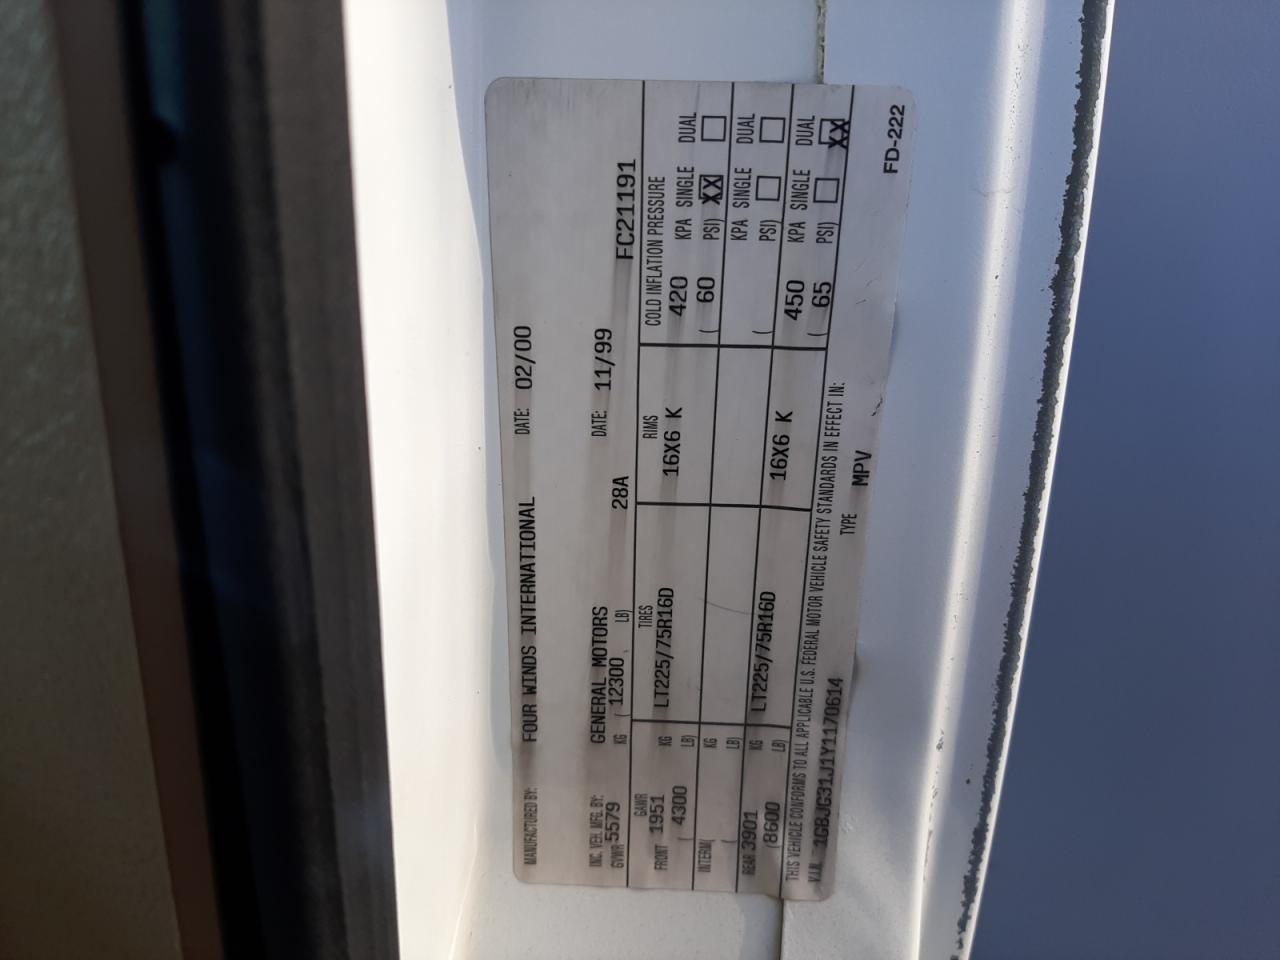 MANUFACTURED BY: FOUR WINDS INTERNATIONAL DATE: 02/00
INC. VEH. MFG. BY: GENERAL MOTORS DATE: 11/99
GVWR 5579 KG ( 12300 LB) 28A FC21191
GAWR TIRES RIMS COLD INFLATION PRESSURE
FRONT 1951 KG LT225/75R16D 16X6 K 420 KPA SINGLE DUAL
( 4300 LB) ( 60 PSI) XX
INTERM( KG KPA SINGLE DUAL
LB) ( PSI)
REAR 3901 KG LT225/75R16D 16X6 K 450 KPA SINGLE DUAL
(8600 LB) ( 65 PSI) XX
THIS VEHICLE CONFORMS TO ALL APPLICABLE U.S. FEDERAL MOTOR VEHICLE SAFETY STANDARDS IN EFFECT IN:
V.I.N. 1GBJG31J1Y1170614 TYPE MPV
FD-222